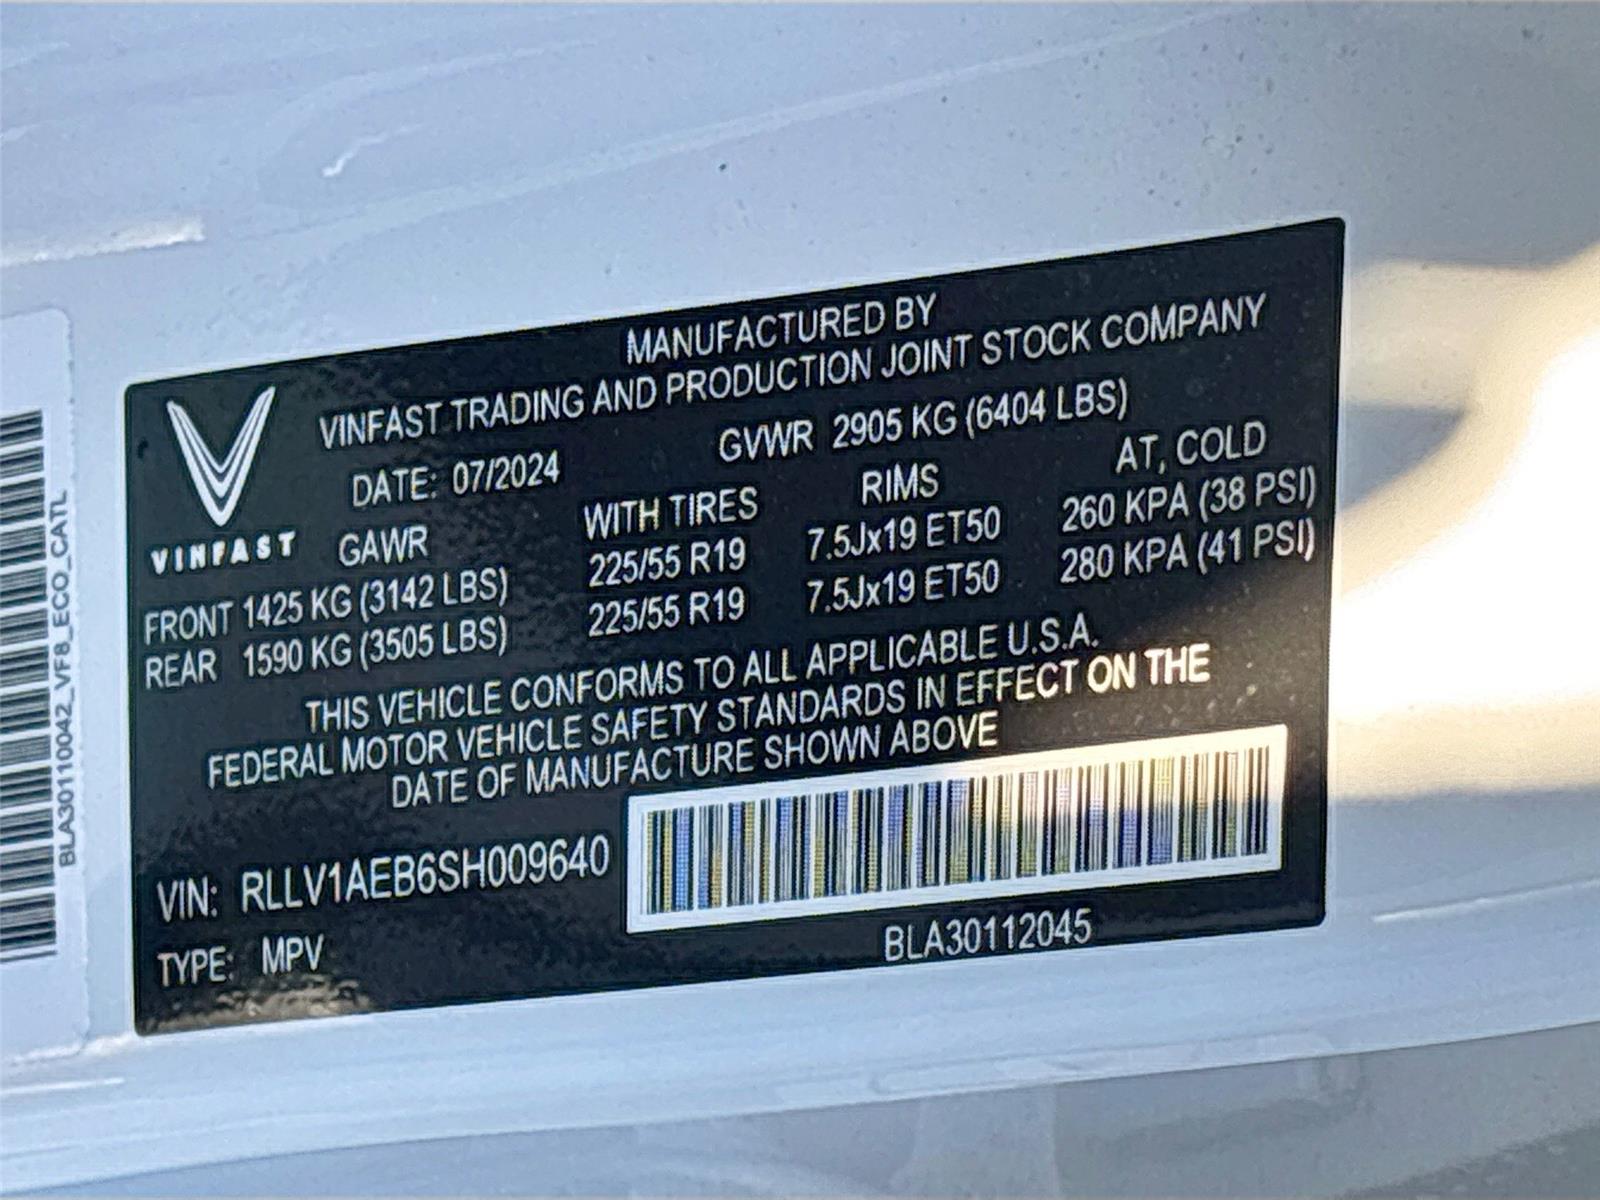 MANUFACTURED BY
VINFAST TRADING AND PRODUCTION JOINT STOCK COMPANY
DATE: 07/2024 GVWR 2905 KG (6404 LBS)
VINFAST GAWR WITH TIRES RIMS AT, COLD
FRONT 1425 KG (3142 LBS) 225/55 R19 7.5Jx19 ET50 260 KPA (38 PSI)
REAR 1590 KG (3505 LBS) 225/55 R19 7.5Jx19 ET50 280 KPA (41 PSI)
THIS VEHICLE CONFORMS TO ALL APPLICABLE U.S.A.
FEDERAL MOTOR VEHICLE SAFETY STANDARDS IN EFFECT ON THE
DATE OF MANUFACTURE SHOWN ABOVE
VIN: RLLV1AEB6SH009640
TYPE: MPV
BLA30112045
BLA30110042_VF8_ECO_CATL